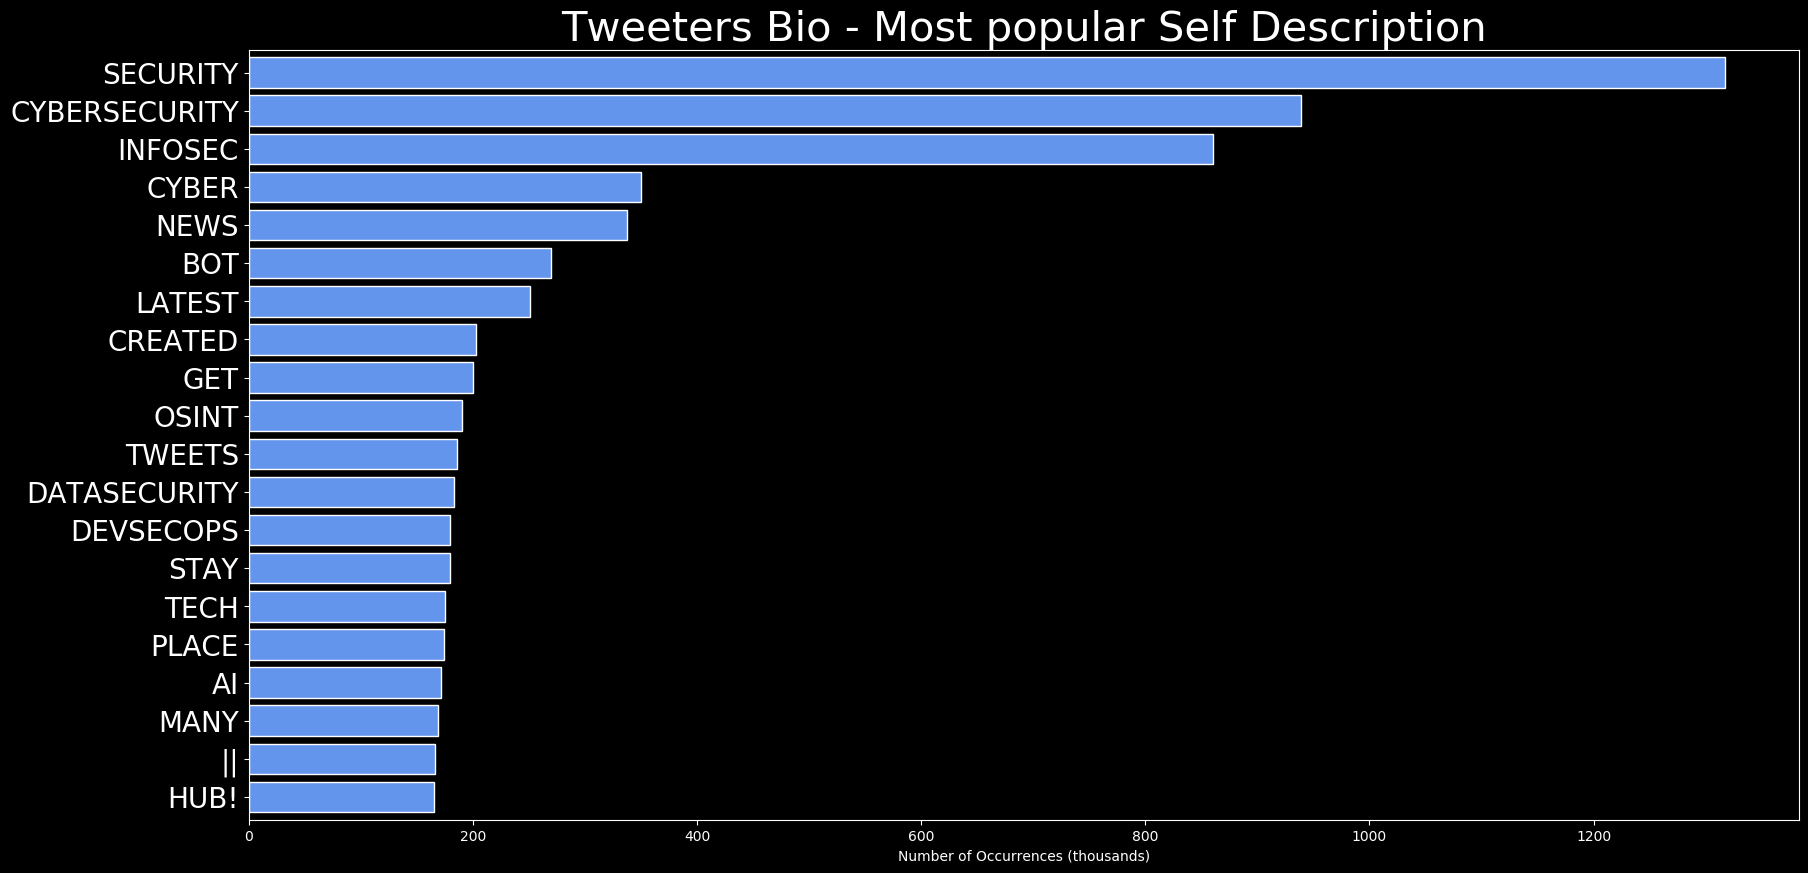 Tweeters Bio - Most popular Self Description
SECURITY
CYBERSECURITY
INFOSEC
CYBER
NEWS
BOT
LATEST
CREATED
GET
OSINT
TWEETS
DATASECURITY
DEVSECOPS
STAY
TECH
PLACE
AI
MANY
||
HUB!
0 200 400 600 800 1000 1200
Number of Occurrences (thousands)